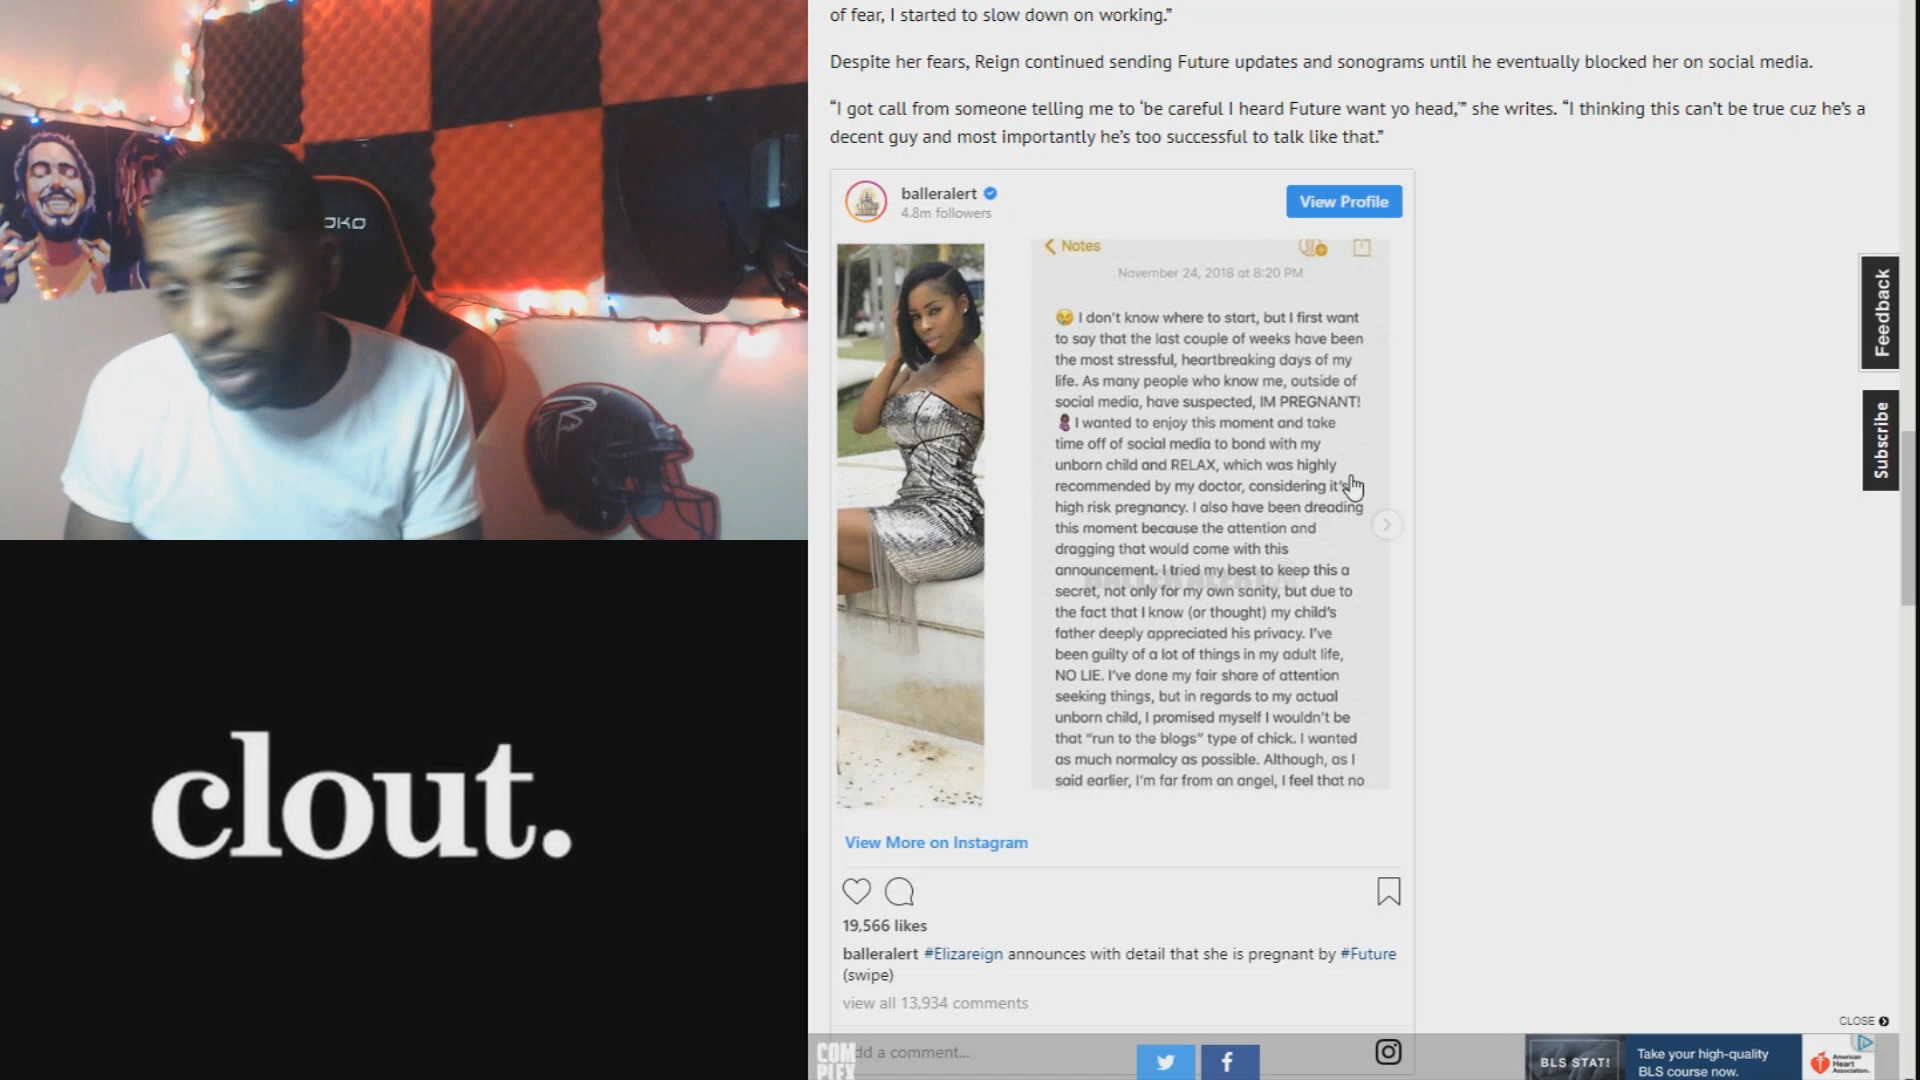 of fear, I started to slow down on working.”
Despite her fears, Reign continued sending Future updates and sonograms until he eventually blocked her on social media.
“I got call from someone telling me to ‘be careful I heard Future want yo head,’” she writes. “I thinking this can’t be true cuz he’s a
decent guy and most importantly he’s too successful to talk like that.”
balleralert
4.8m followers
View Profile
Notes
November 24, 2018 at 8:20 PM
I don’t know where to start, but I first want
to say that the last couple of weeks have been
the most stressful, heartbreaking days of my
life. As many people who know me, outside of
social media, have suspected, IM PREGNANT!
I wanted to enjoy this moment and take
time off of social media to bond with my
unborn child and RELAX, which was highly
recommended by my doctor, considering it’s
high risk pregnancy. I also have been dreading
this moment because the attention and
dragging that would come with this
announcement. I tried my best to keep this a
BALLER ALERT
secret, not only for my own sanity, but due to
the fact that I know (or thought) my child’s
father deeply appreciated his privacy. I’ve
been guilty of a lot of things in my adult life,
NO LIE. I’ve done my fair share of attention
seeking things, but in regards to my actual
unborn child, I promised myself I wouldn’t be
that “run to the blogs” type of chick. I wanted
as much normalcy as possible. Although, as I
said earlier, I’m far from an angel, I feel that no
View More on Instagram
19,566 likes
balleralert #Elizareign announces with detail that she is pregnant by #Future
(swipe)
view all 13,934 comments
dd a comment...
COM
PLEX
Feedback
Subscribe
CLOSE
BLS STAT!
Take your high-quality
BLS course now.
American
Heart
Association.
clout.
OKO